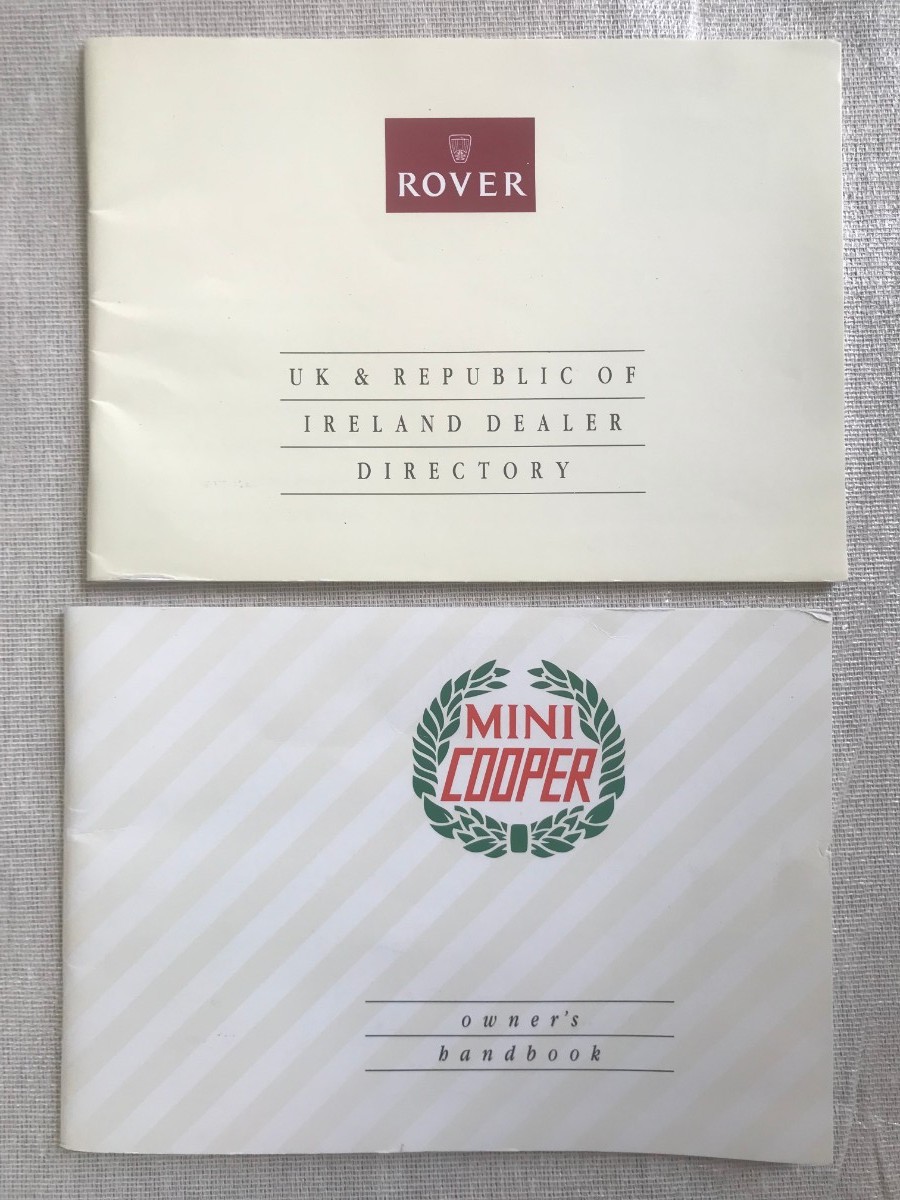 ROVER
UK & REPUBLIC OF
IRELAND DEALER
DIRECTORY
MINI
COOPER
owner's
handbook